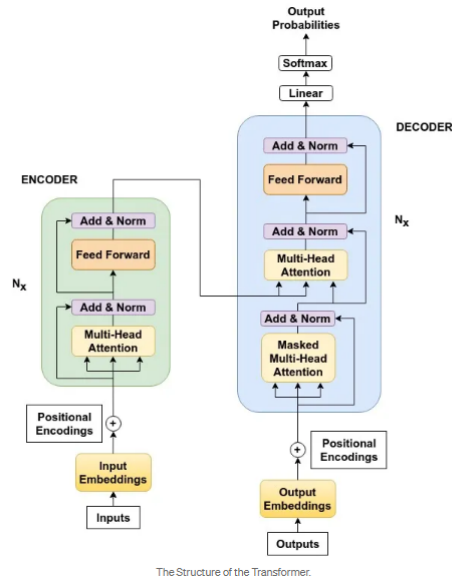 Output
Probabilities
Softmax
Linear
DECODER
Add & Norm
Feed Forward
Add & Norm
Multi-Head
Attention
Nx
Add & Norm
Masked
Multi-Head
Attention
Positional
Encodings
+
Output
Embeddings
Outputs
ENCODER
Add & Norm
Feed Forward
Nx
Add & Norm
Multi-Head
Attention
Positional
Encodings
+
Input
Embeddings
Inputs
The Structure of the Transformer.